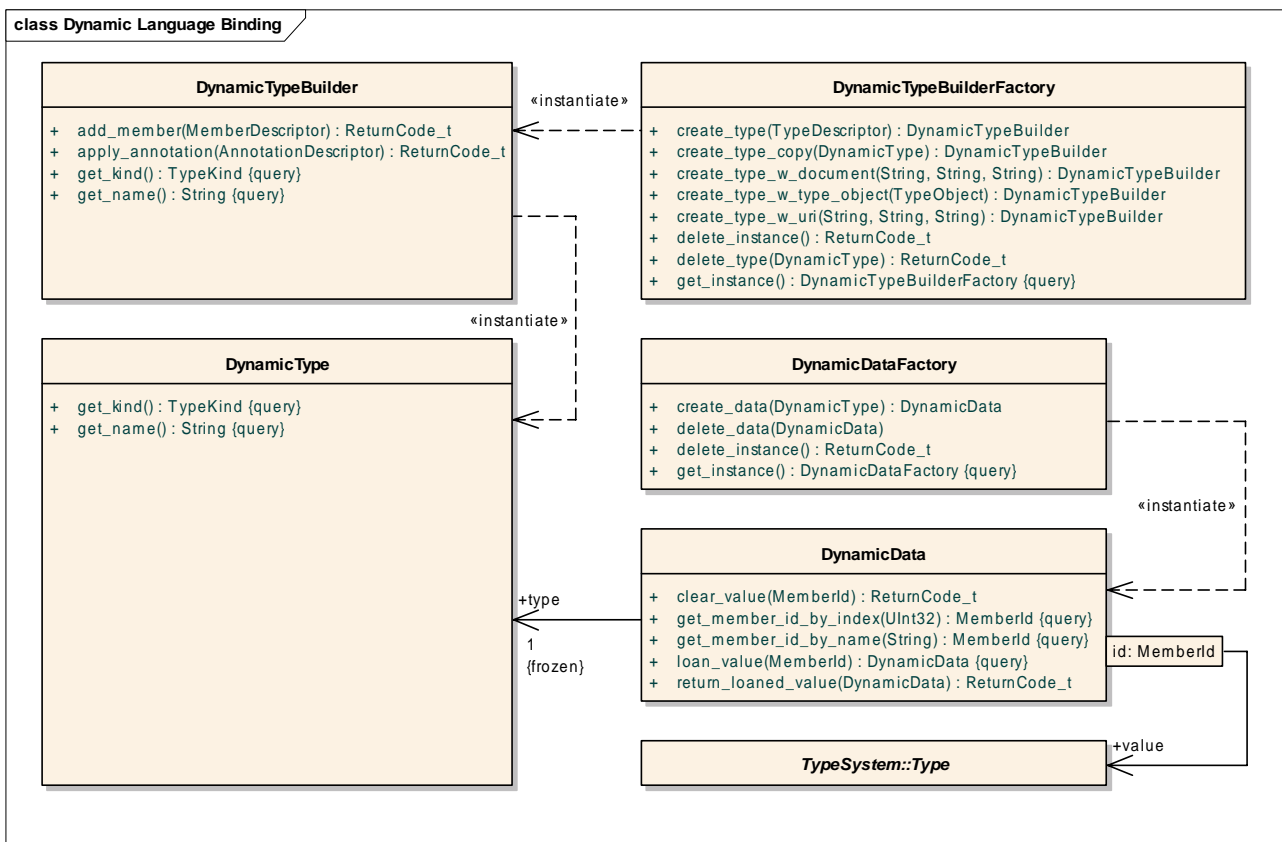 class Dynamic Language Binding
DynamicTypeBuilder
+ add_member(MemberDescriptor) : ReturnCode_t
+ apply_annotation(AnnotationDescriptor) : ReturnCode_t
+ get_kind() : TypeKind {query}
+ get_name() : String {query}
«instantiate»
DynamicTypeBuilderFactory
+ create_type(TypeDescriptor) : DynamicTypeBuilder
+ create_type_copy(DynamicType) : DynamicTypeBuilder
+ create_type_w_document(String, String, String) : DynamicTypeBuilder
+ create_type_w_type_object(TypeObject) : DynamicTypeBuilder
+ create_type_w_uri(String, String, String) : DynamicTypeBuilder
+ delete_instance() : ReturnCode_t
+ delete_type(DynamicType) : ReturnCode_t
+ get_instance() : DynamicTypeBuilderFactory {query}
«instantiate»
DynamicType
+ get_kind() : TypeKind {query}
+ get_name() : String {query}
DynamicDataFactory
+ create_data(DynamicType) : DynamicData
+ delete_data(DynamicData)
+ delete_instance() : ReturnCode_t
+ get_instance() : DynamicDataFactory {query}
«instantiate»
DynamicData
+ clear_value(MemberId) : ReturnCode_t
+ get_member_id_by_index(UInt32) : MemberId {query}
+ get_member_id_by_name(String) : MemberId {query}
+ loan_value(MemberId) : DynamicData {query}
+ return_loaned_value(DynamicData) : ReturnCode_t
+type
1
{frozen}
id: MemberId
+value
TypeSystem::Type